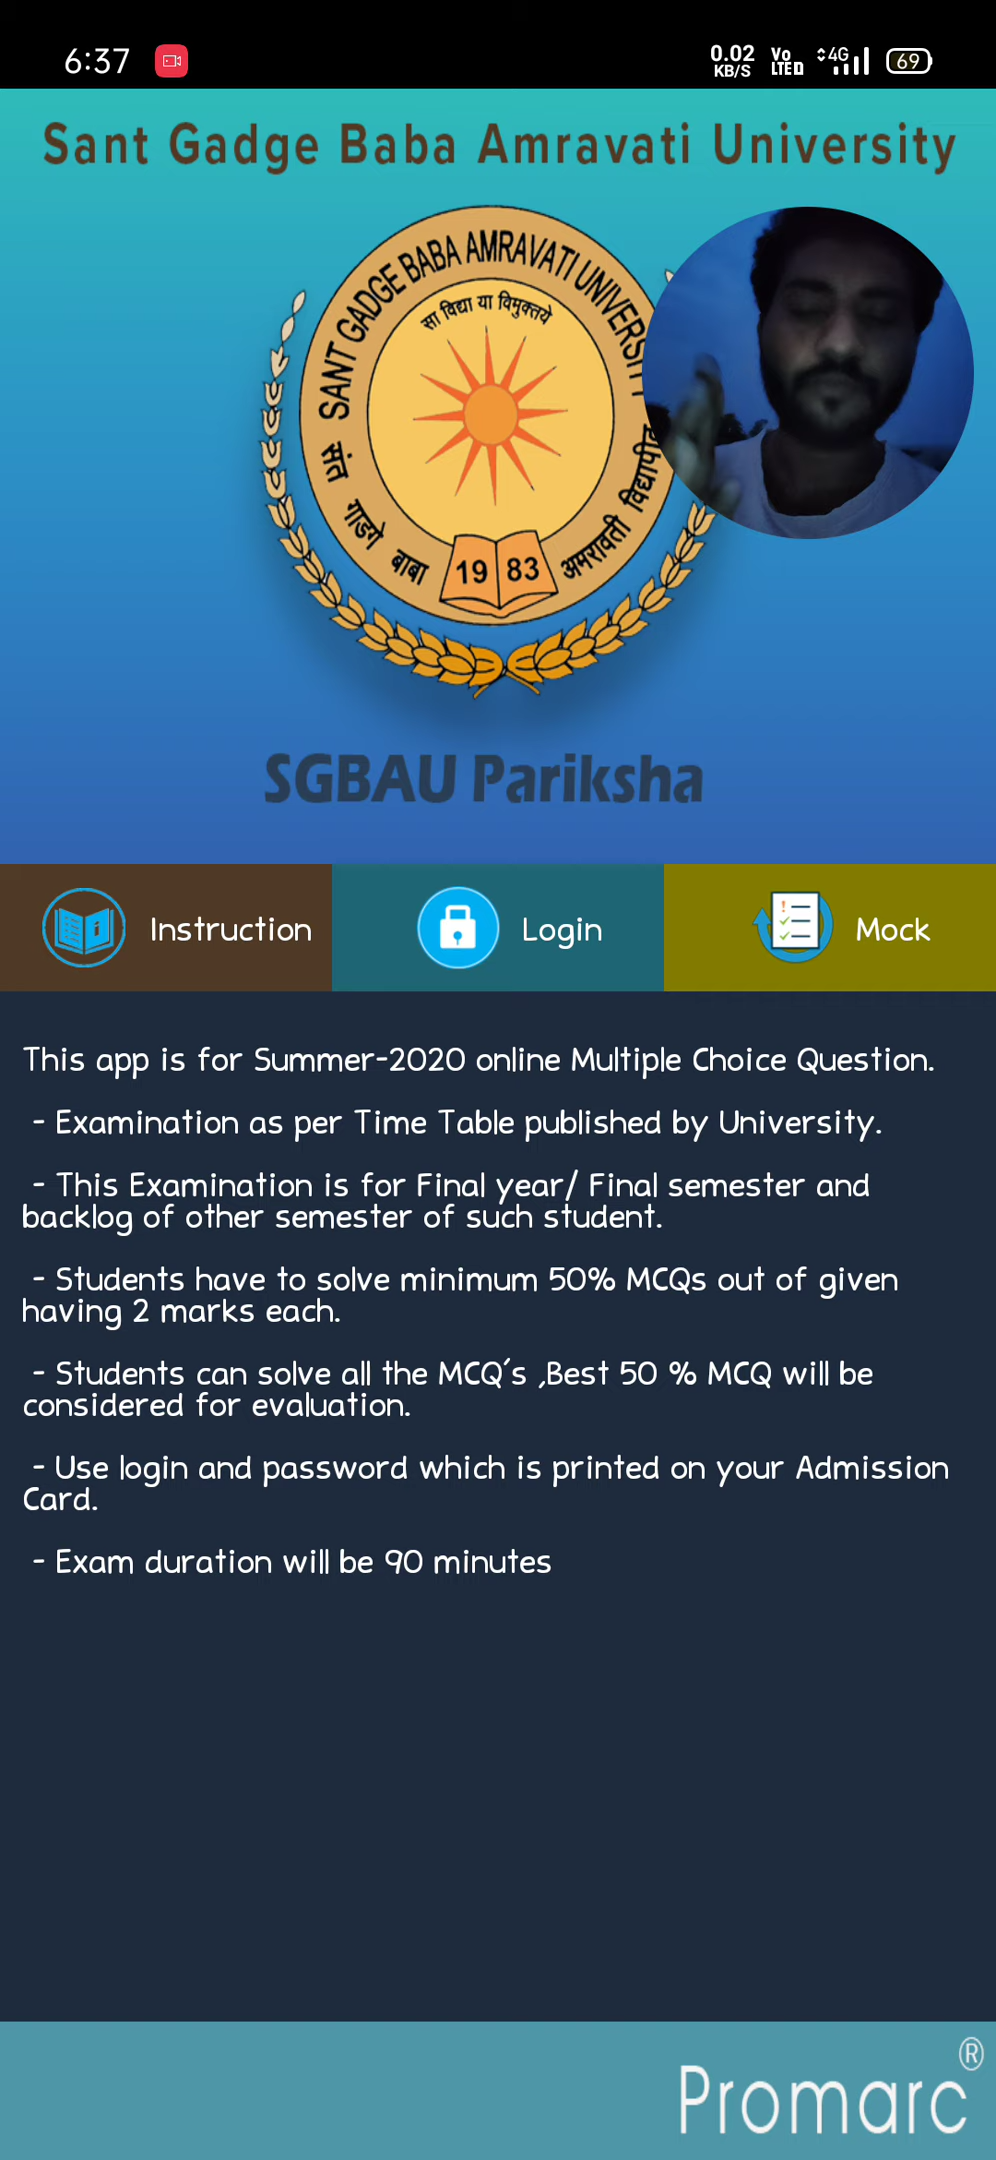 6:37
0.02
KB/S
Vo
LTED
4G
69
Sant Gadge Baba Amravati University
SANT GADGE BABA AMRAVATI UNIVERSITY
सा विद्या या विमुक्तये
संत गाडगे बाबा अमरावती विद्यापीठ
19 83
SGBAU Pariksha
Instruction
Login
Mock
This app is for Summer-2020 online Multiple Choice Question.
- Examination as per Time Table published by University.
- This Examination is for Final year/ Final semester and
backlog of other semester of such student.
- Students have to solve minimum 50% MCQs out of given
having 2 marks each.
- Students can solve all the MCQ's ,Best 50 % MCQ will be
considered for evaluation.
- Use login and password which is printed on your Admission
Card.
- Exam duration will be 90 minutes
Promarc®